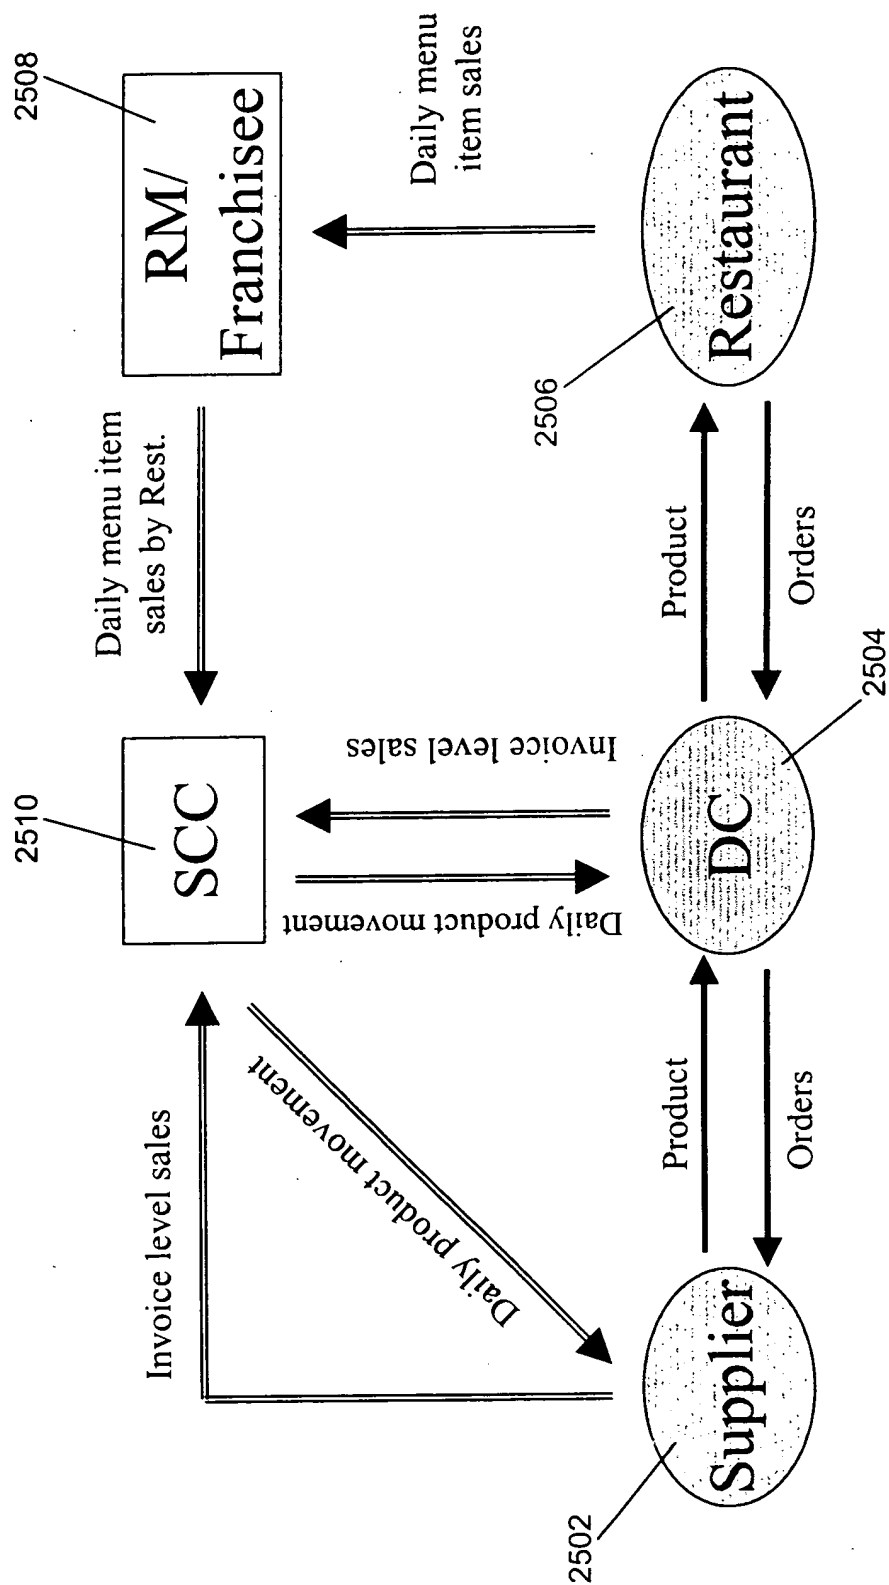 Invoice level sales
2510
SCC
Daily menu item
sales by Rest.
2508
RM/
Franchisee
Daily product movement
Daily product movement
Invoice level sales
Daily menu
item sales
2502
Supplier
Product
Orders
DC
2504
Product
Orders
2506
Restaurant